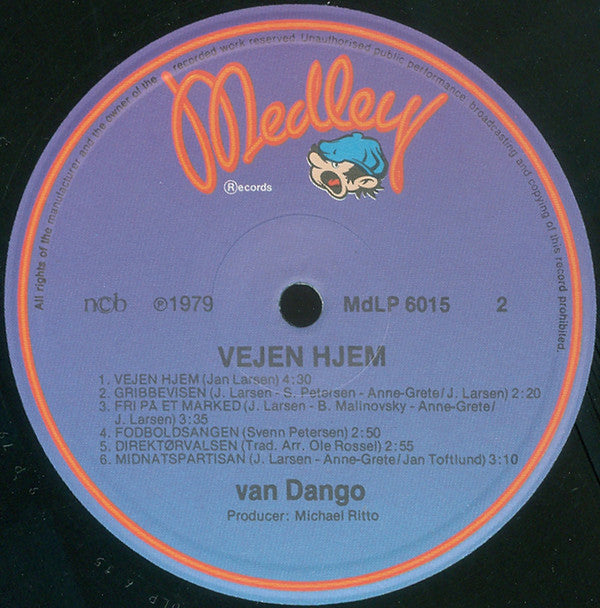 All rights of the manufacturer and the owner of the recorded work reserved. Unauthorised public performance, broadcasting and copying of this record prohibited.
Medley
® Records
ncb ℗1979 MdLP 6015 2
VEJEN HJEM
1. VEJEN HJEM (Jan Larsen) 4:30
2. GRIBBEVISEN (J. Larsen - S. Petersen - Anne-Grete/J. Larsen) 2:20
3. FRI PÅ ET MARKED (J. Larsen - B. Malinovsky - Anne-Grete/
J. Larsen) 3:35
4. FODBOLDSANGEN (Svenn Petersen) 2:50
5. DIREKTØRVALSEN (Trad. Arr. Ole Rossel) 2:55
6. MIDNATSPARTISAN (J. Larsen - Anne-Grete/Jan Toftlund) 3:10
van Dango
Producer: Michael Ritto